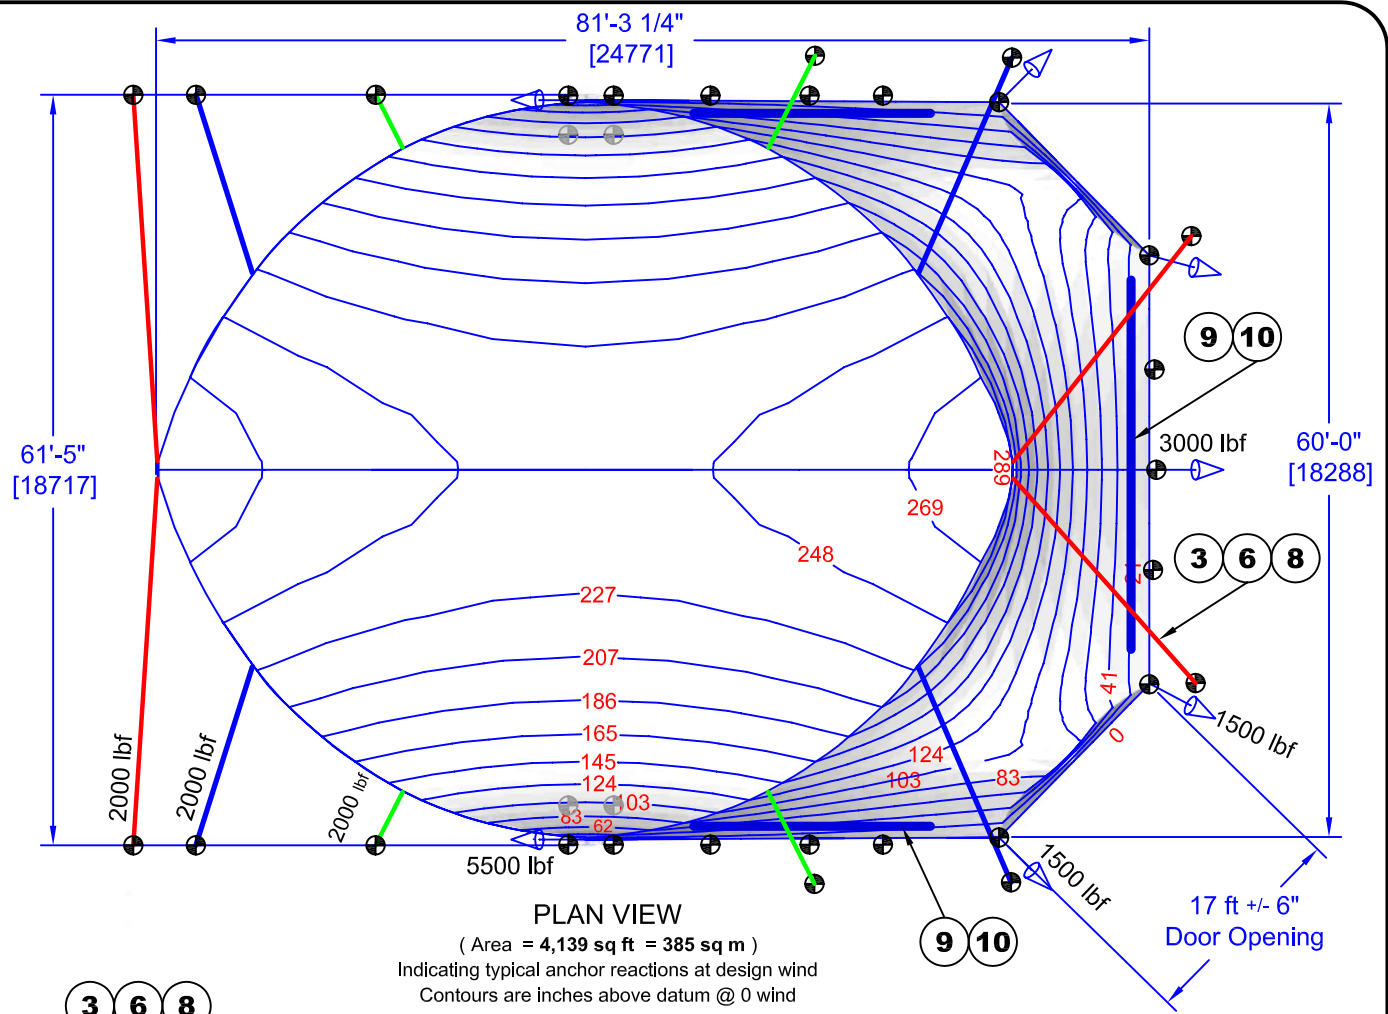 81'-3 1/4"
[24771]
9 10
3000 lbf
61'-5"
[18717]
60'-0"
[18288]
289
269
248
3 6 8
21
227
207
186
165
145
124
103
83
62
41
0
124
103
83
2000 lbf
2000 lbf
2000 lbf
5500 lbf
1500 lbf
1500 lbf
17 ft +/- 6"
Door Opening
9 10
PLAN VIEW
( Area = 4,139 sq ft = 385 sq m )
Indicating typical anchor reactions at design wind
Contours are inches above datum @ 0 wind
3 6 8